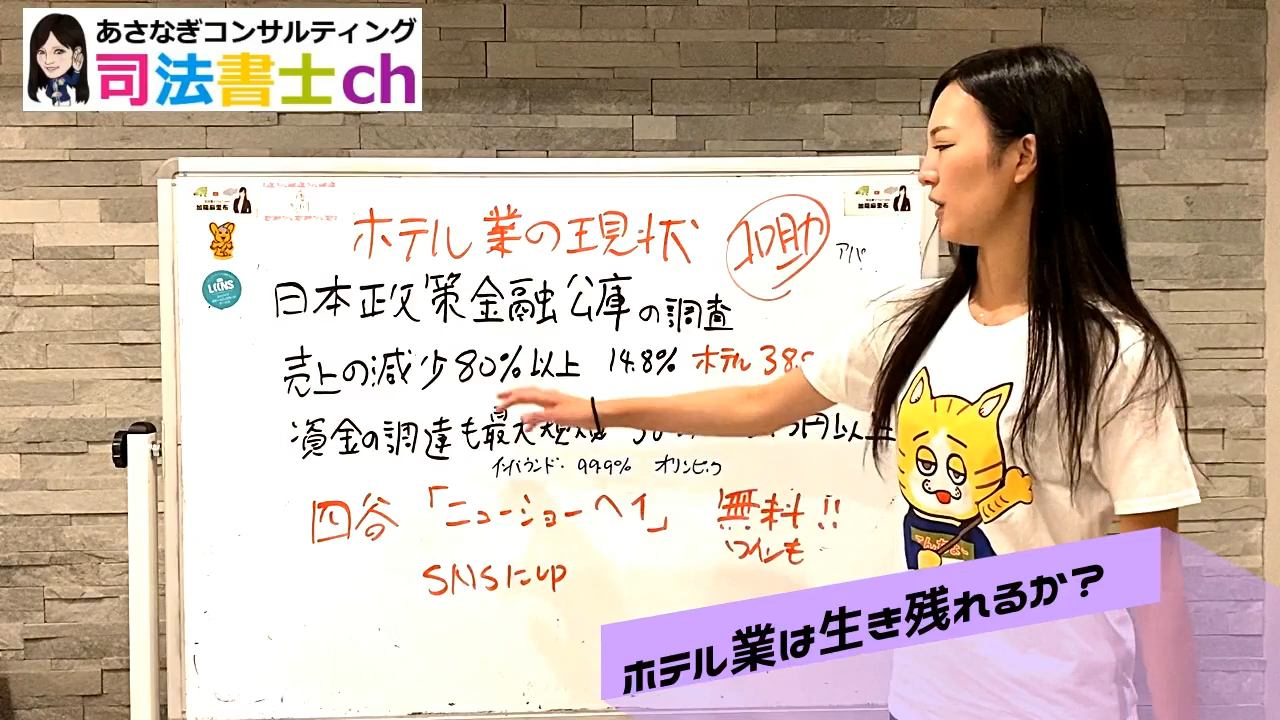 あさなぎコンサルティング
司法書士ch
ホテル業の現状
アパ
日本政策金融公庫の調査
売上の減少80%以上 14.8% ホテル 38.
資金の調達も最大規模 円以上
インバウンド・99.9% オリンピック
四谷「ニューショーヘイ」無料!!
ワインも
SNSにup
LIONS
ホテル業は生き残れるか?